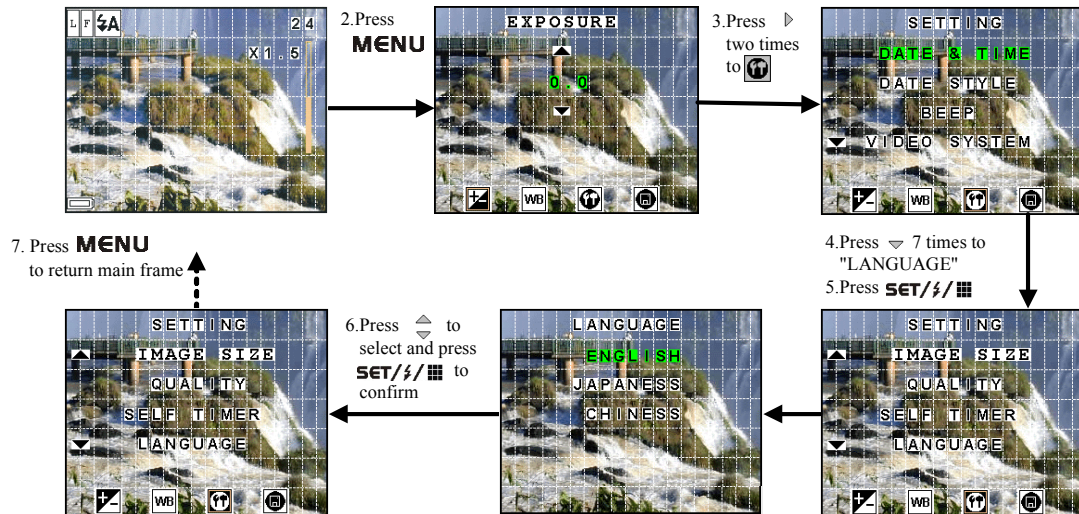 L F A 24
X1.5
2.Press
MENU
EXPOSURE
0.0
WB
3.Press
two times
to
SETTING
DATE & TIME
DATE STYLE
BEEP
VIDEO SYSTEM
WB
4.Press 7 times to
"LANGUAGE"
5.Press SET/ /
SETTING
IMAGE SIZE
QUALITY
SELF TIMER
LANGUAGE
WB
LANGUAGE
ENGLISH
JAPANESS
CHINESS
6.Press to
select and press
SET/ / to
confirm
SETTING
IMAGE SIZE
QUALITY
SELF TIMER
LANGUAGE
WB
7. Press MENU
to return main frame